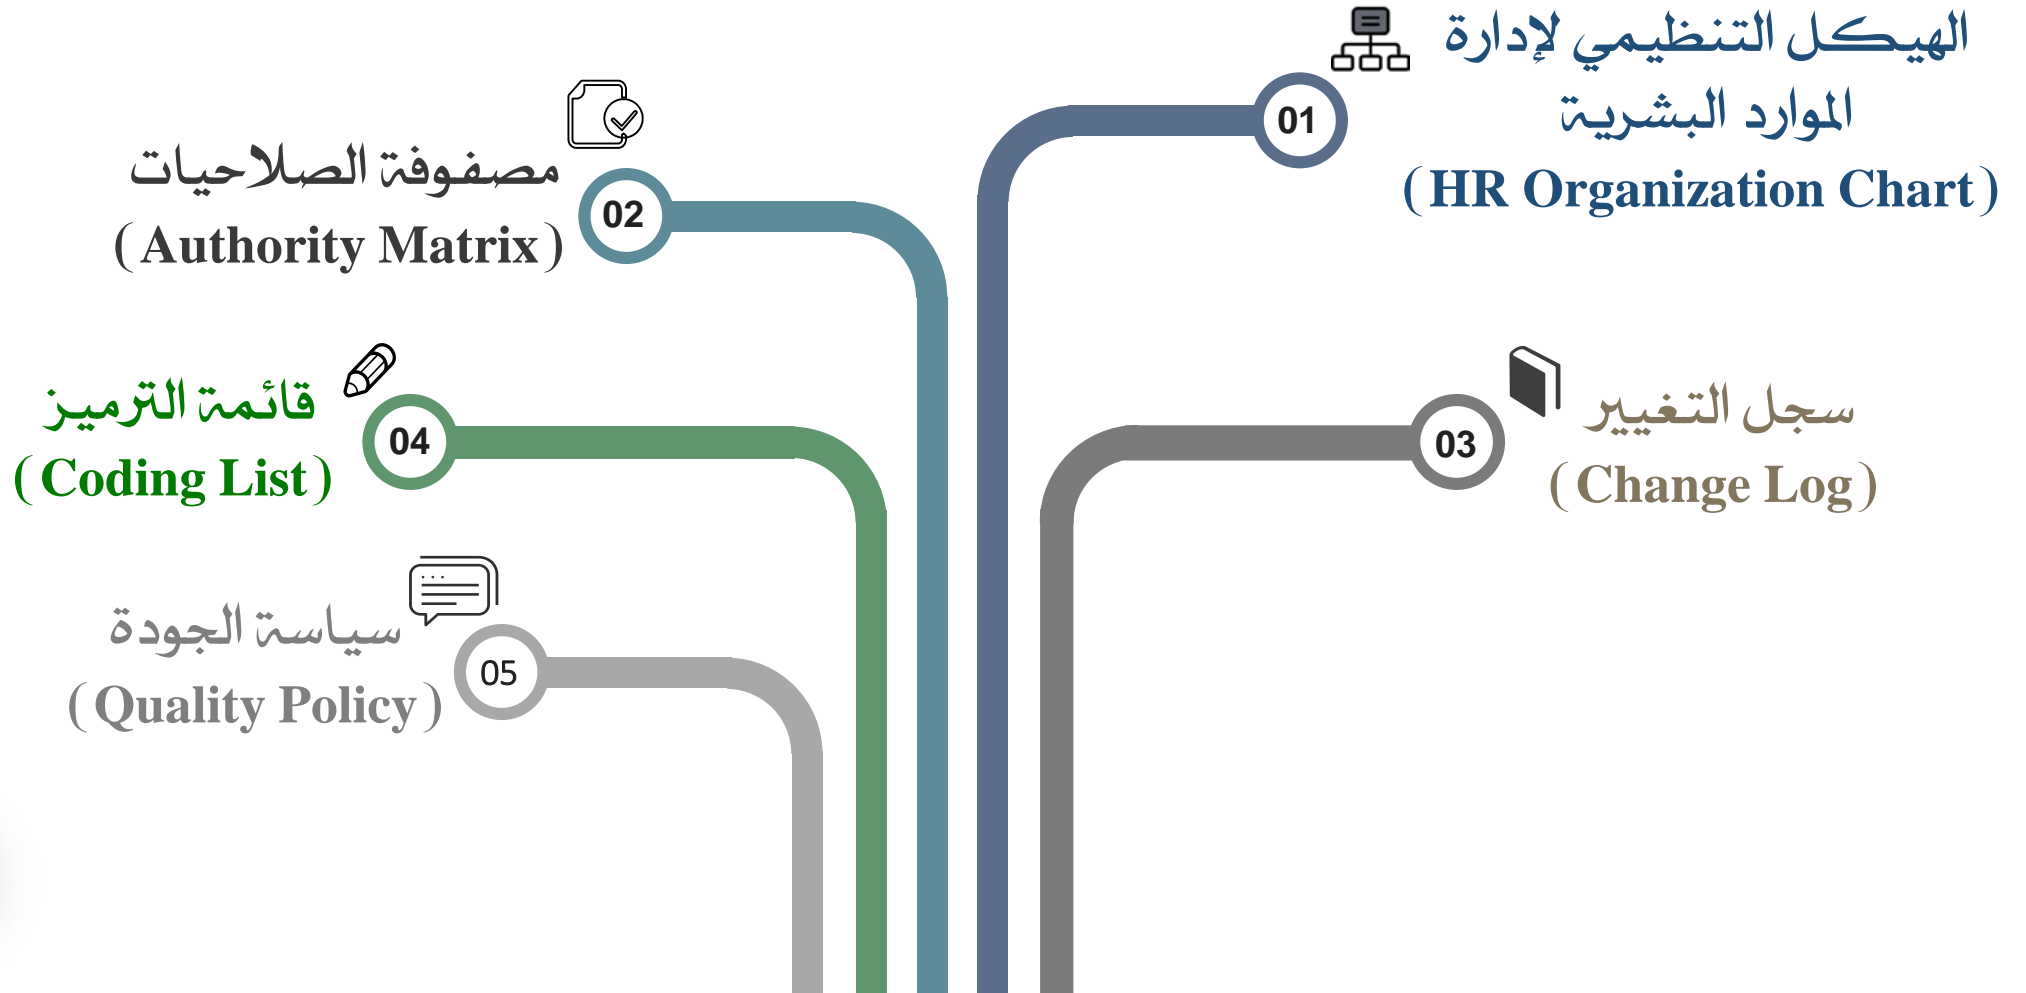 الهيكل التنظيمي لإدارة
الموارد البشرية
(HR Organization Chart)
01
مصفوفة الصلاحيات
(Authority Matrix)
02
سجل التغيير
(Change Log)
03
قائمة الترميز
(Coding List)
04
سياسة الجودة
(Quality Policy)
05